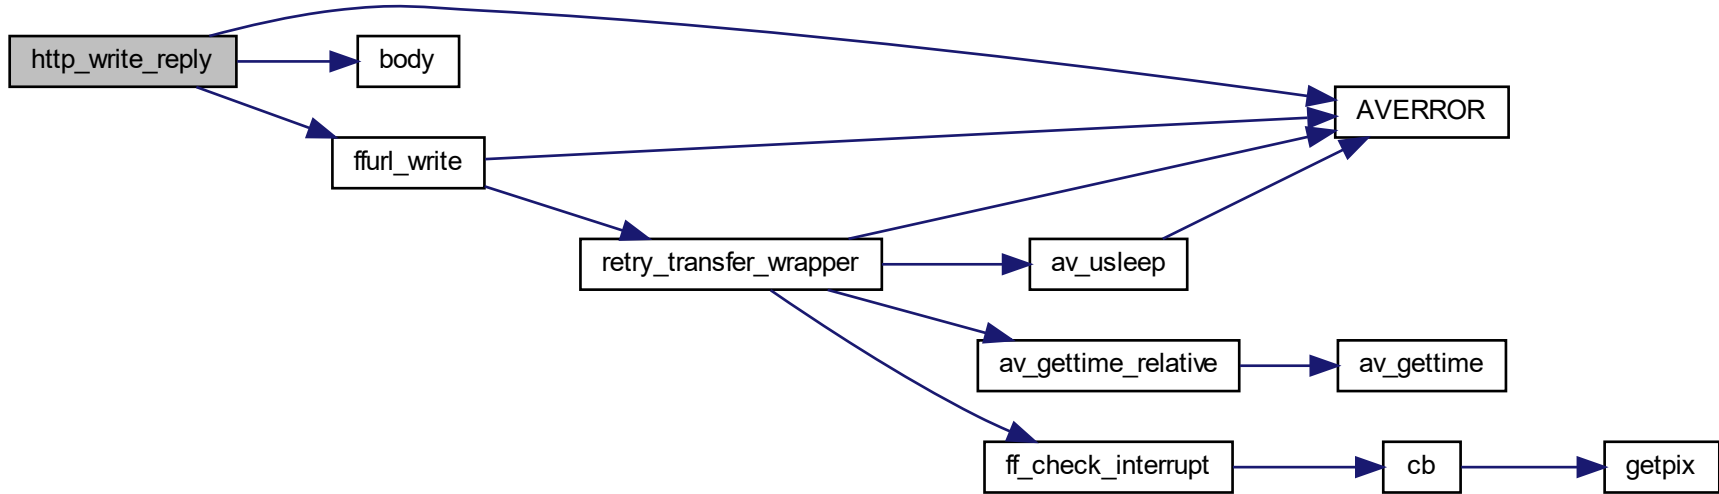 http_write_reply
body
AVERROR
ffurl_write
retry_transfer_wrapper
av_usleep
av_gettime_relative
av_gettime
ff_check_interrupt
cb
getpix